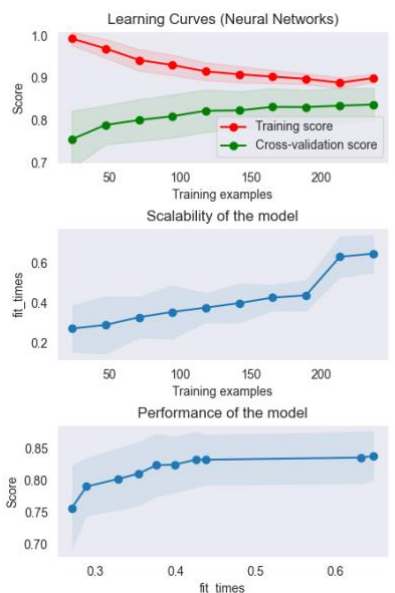 Learning Curves (Neural Networks)
1.0
0.9
0.8
0.7
Score
Training score
Cross-validation score
50
100
150
200
Training examples
Scalability of the model
0.6
0.4
0.2
fit_times
50
100
150
200
Training examples
Performance of the model
0.85
0.80
0.75
0.70
Score
0.3
0.4
0.5
0.6
fit_times